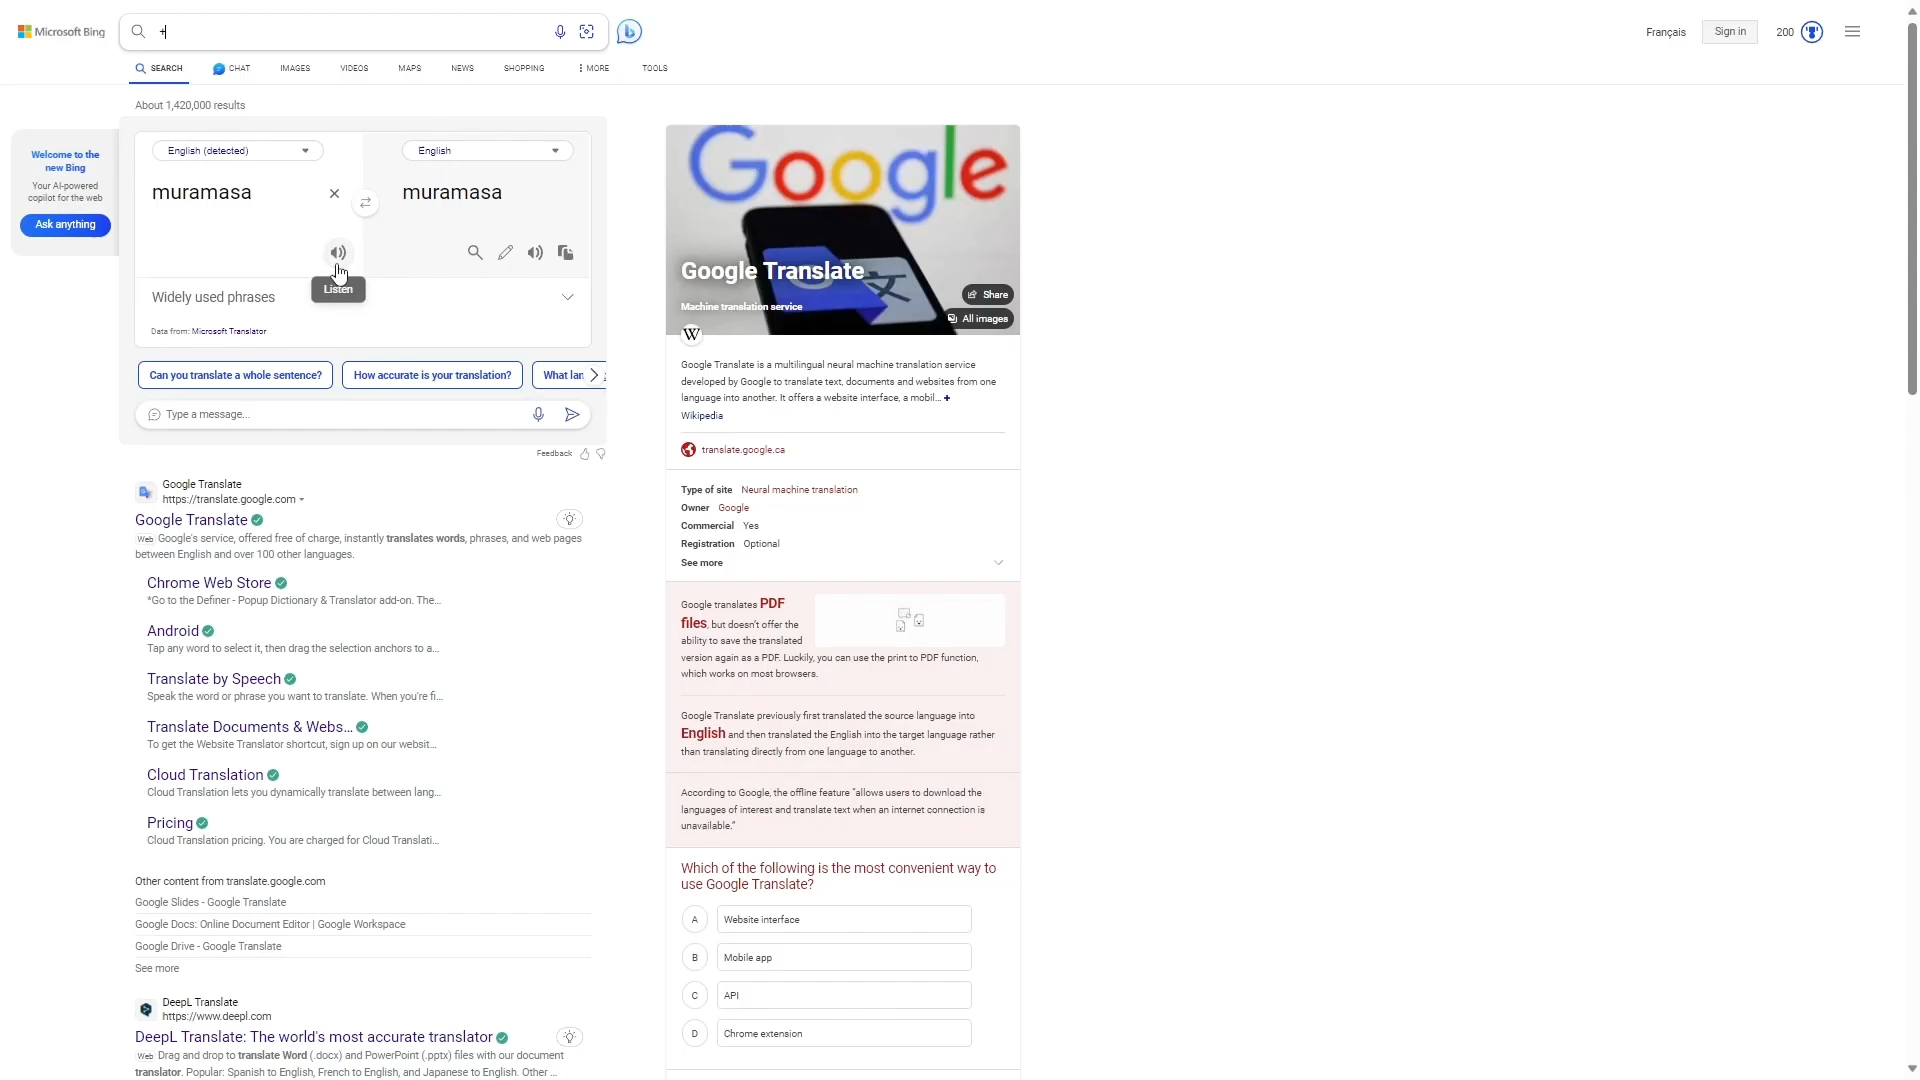 Microsoft Bing
+
Français
Sign in
200
SEARCH
CHAT
IMAGES
VIDEOS
MAPS
NEWS
SHOPPING
MORE
TOOLS
About 1,420,000 results
Welcome to the
new Bing
Your AI-powered
copilot for the web
Ask anything
English (detected)
English
muramasa
muramasa
Listen
Widely used phrases
Data from: Microsoft Translator
Can you translate a whole sentence?
How accurate is your translation?
What lan
Type a message...
Feedback
Google Translate
https://translate.google.com
Google Translate
Web Google's service, offered free of charge, instantly translates words, phrases, and web pages
between English and over 100 other languages.
Chrome Web Store
*Go to the Definer - Popup Dictionary & Translator add-on. The...
Android
Tap any word to select it, then drag the selection anchors to a...
Translate by Speech
Speak the word or phrase you want to translate. When you're fi...
Translate Documents & Webs...
To get the Website Translator shortcut, sign up on our websit...
Cloud Translation
Cloud Translation lets you dynamically translate between lang...
Pricing
Cloud Translation pricing. You are charged for Cloud Translati...
Other content from translate.google.com
Google Slides - Google Translate
Google Docs: Online Document Editor | Google Workspace
Google Drive - Google Translate
See more
DeepL Translate
https://www.deepl.com
DeepL Translate: The world's most accurate translator
Web Drag and drop to translate Word (.docx) and PowerPoint (.pptx) files with our document
translator. Popular: Spanish to English, French to English, and Japanese to English. Other ...
Google
Google Translate
Machine translation service
Share
All images
W
Google Translate is a multilingual neural machine translation service
developed by Google to translate text, documents and websites from one
language into another. It offers a website interface, a mobil... +
Wikipedia
translate.google.ca
Type of site Neural machine translation
Owner Google
Commercial Yes
Registration Optional
See more
Google translates PDF
files, but doesn't offer the
ability to save the translated
version again as a PDF. Luckily, you can use the print to PDF function,
which works on most browsers.
Google Translate previously first translated the source language into
English and then translated the English into the target language rather
than translating directly from one language to another.
According to Google, the offline feature "allows users to download the
languages of interest and translate text when an internet connection is
unavailable."
Which of the following is the most convenient way to
use Google Translate?
A Website interface
B Mobile app
C API
D Chrome extension